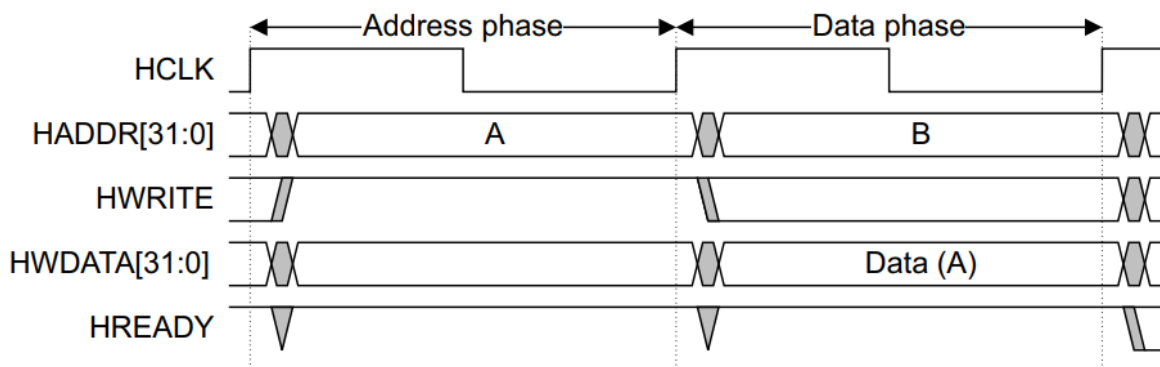 Address phase Data phase
HCLK
HADDR[31:0] A B
HWRITE
HWDATA[31:0] Data (A)
HREADY